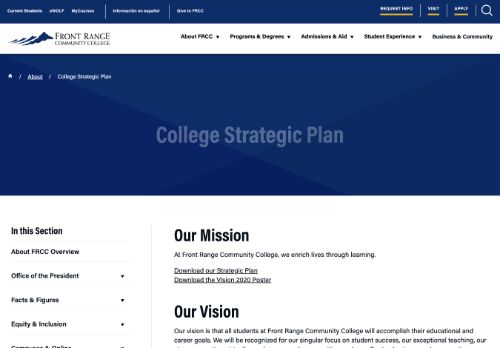 Current Students eWOLF MyCourses Información en español Give to FRCC REQUEST INFO VISIT APPLY
FRONT RANGE
COMMUNITY COLLEGE
About FRCC Programs & Degrees Admissions & Aid Student Experience Business & Community
/ About / College Strategic Plan
College Strategic Plan
In this Section
About FRCC Overview
Office of the President
Facts & Figures
Equity & Inclusion
Campuses & Online
Our Mission
At Front Range Community College, we enrich lives through learning.
Download our Strategic Plan
Download the Vision 2020 Poster
Our Vision
Our vision is that all students at Front Range Community College will accomplish their educational and
career goals. We will be recognized for our singular focus on student success, our exceptional teaching, our